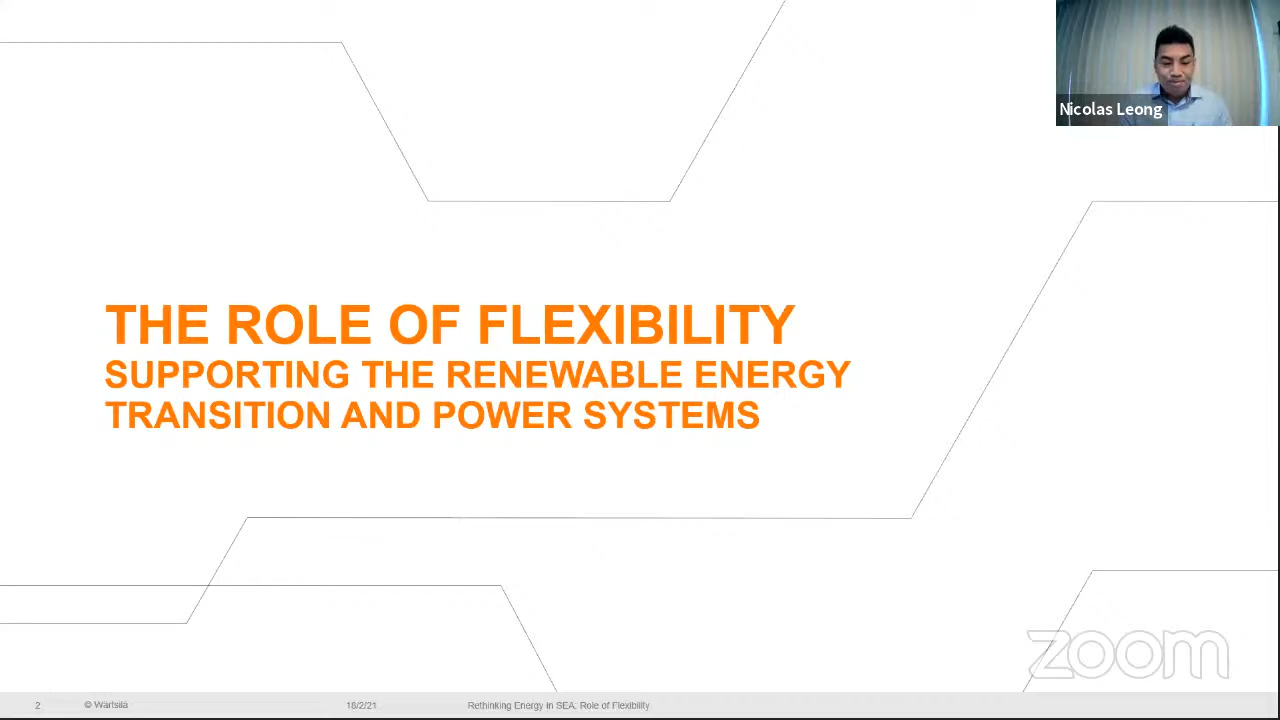 Nicolas Leong
THE ROLE OF FLEXIBILITY
SUPPORTING THE RENEWABLE ENERGY
TRANSITION AND POWER SYSTEMS
zoom
2 © Wärtsilä 18/2/21 Rethinking Energy in SEA; Role of Flexibility